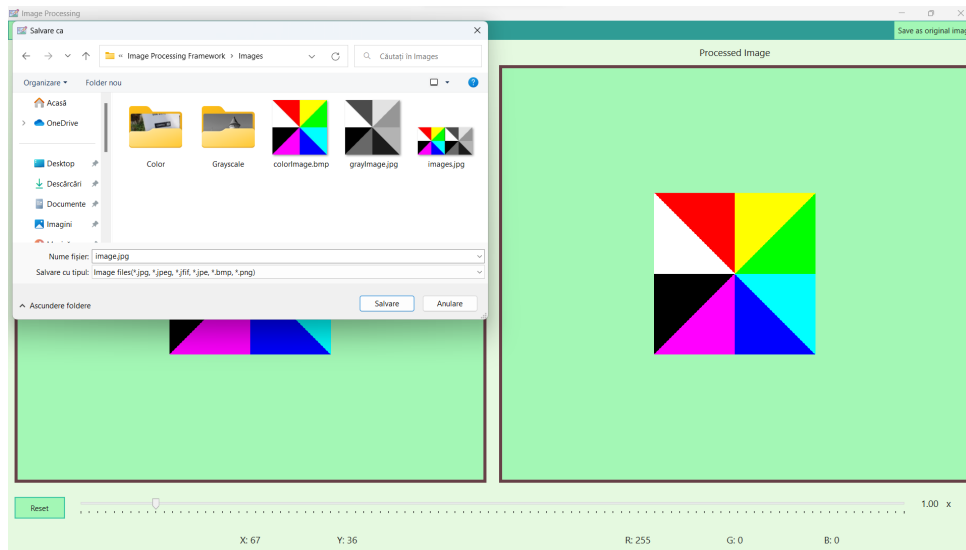 Image Processing
Salvare ca
« Image Processing Framework › Images
Căutați în Images
Save as original imag
Organizare
Folder nou
Processed Image
Acasă
OneDrive
Desktop
Descărcări
Documente
Imagini
Color
Grayscale
colorImage.bmp
grayImage.jpg
images.jpg
Nume fișier: image.jpg
Salvare cu tipul: Image files(*.jpg, *.jpeg, *.jfif, *.jpe, *.bmp, *.png)
Ascundere foldere
Salvare
Anulare
Reset
1.00 x
X: 67 Y: 36 R: 255 G: 0 B: 0